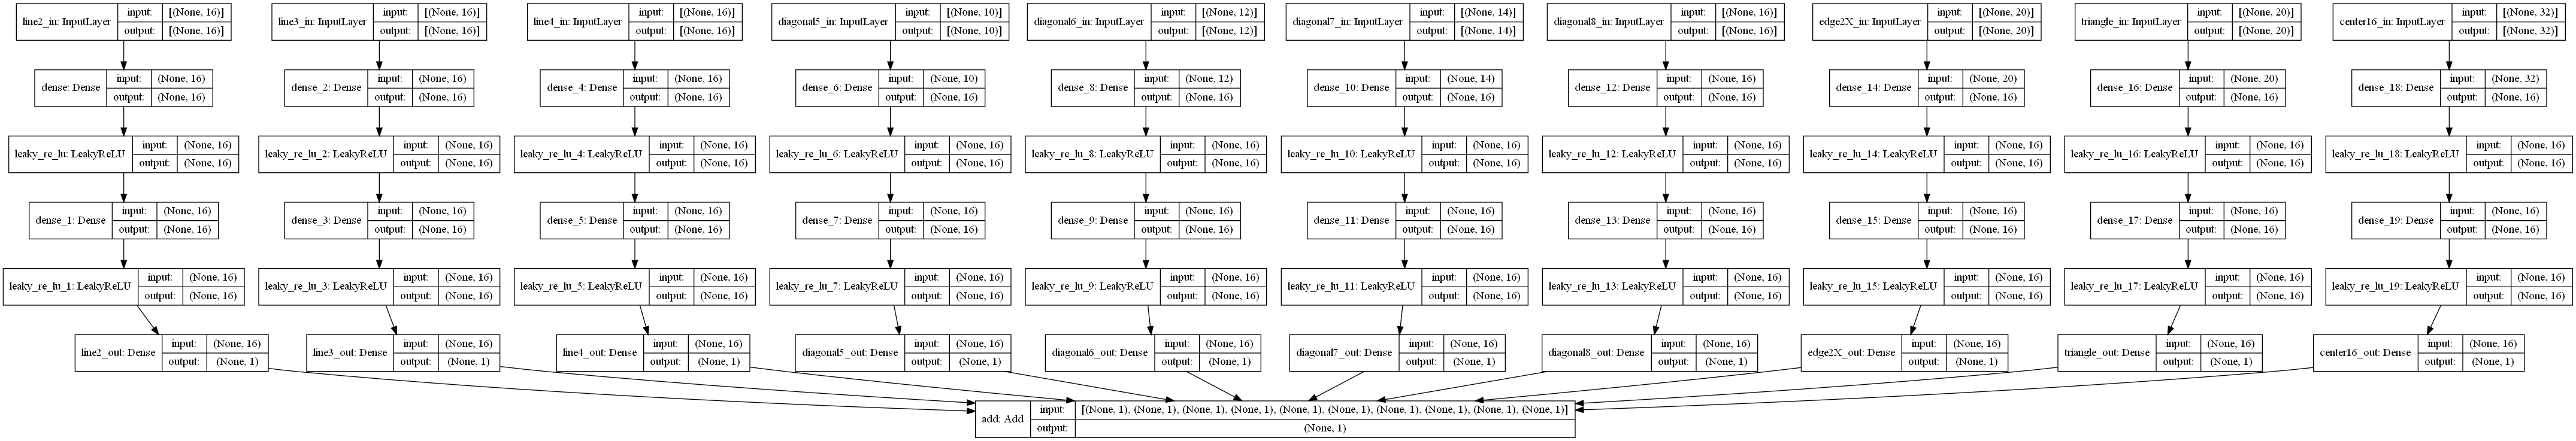 line2_in: InputLayer input: [(None, 16)] output: [(None, 16)]
line3_in: InputLayer input: [(None, 16)] output: [(None, 16)]
line4_in: InputLayer input: [(None, 16)] output: [(None, 16)]
diagonal5_in: InputLayer input: [(None, 10)] output: [(None, 10)]
diagonal6_in: InputLayer input: [(None, 12)] output: [(None, 12)]
diagonal7_in: InputLayer input: [(None, 14)] output: [(None, 14)]
diagonal8_in: InputLayer input: [(None, 16)] output: [(None, 16)]
edge2X_in: InputLayer input: [(None, 20)] output: [(None, 20)]
triangle_in: InputLayer input: [(None, 20)] output: [(None, 20)]
center16_in: InputLayer input: [(None, 32)] output: [(None, 32)]
dense: Dense input: (None, 16) output: (None, 16)
dense_2: Dense input: (None, 16) output: (None, 16)
dense_4: Dense input: (None, 16) output: (None, 16)
dense_6: Dense input: (None, 10) output: (None, 16)
dense_8: Dense input: (None, 12) output: (None, 16)
dense_10: Dense input: (None, 14) output: (None, 16)
dense_12: Dense input: (None, 16) output: (None, 16)
dense_14: Dense input: (None, 20) output: (None, 16)
dense_16: Dense input: (None, 20) output: (None, 16)
dense_18: Dense input: (None, 32) output: (None, 16)
leaky_re_lu: LeakyReLU input: (None, 16) output: (None, 16)
leaky_re_lu_2: LeakyReLU input: (None, 16) output: (None, 16)
leaky_re_lu_4: LeakyReLU input: (None, 16) output: (None, 16)
leaky_re_lu_6: LeakyReLU input: (None, 16) output: (None, 16)
leaky_re_lu_8: LeakyReLU input: (None, 16) output: (None, 16)
leaky_re_lu_10: LeakyReLU input: (None, 16) output: (None, 16)
leaky_re_lu_12: LeakyReLU input: (None, 16) output: (None, 16)
leaky_re_lu_14: LeakyReLU input: (None, 16) output: (None, 16)
leaky_re_lu_16: LeakyReLU input: (None, 16) output: (None, 16)
leaky_re_lu_18: LeakyReLU input: (None, 16) output: (None, 16)
dense_1: Dense input: (None, 16) output: (None, 16)
dense_3: Dense input: (None, 16) output: (None, 16)
dense_5: Dense input: (None, 16) output: (None, 16)
dense_7: Dense input: (None, 16) output: (None, 16)
dense_9: Dense input: (None, 16) output: (None, 16)
dense_11: Dense input: (None, 16) output: (None, 16)
dense_13: Dense input: (None, 16) output: (None, 16)
dense_15: Dense input: (None, 16) output: (None, 16)
dense_17: Dense input: (None, 16) output: (None, 16)
dense_19: Dense input: (None, 16) output: (None, 16)
leaky_re_lu_1: LeakyReLU input: (None, 16) output: (None, 16)
leaky_re_lu_3: LeakyReLU input: (None, 16) output: (None, 16)
leaky_re_lu_5: LeakyReLU input: (None, 16) output: (None, 16)
leaky_re_lu_7: LeakyReLU input: (None, 16) output: (None, 16)
leaky_re_lu_9: LeakyReLU input: (None, 16) output: (None, 16)
leaky_re_lu_11: LeakyReLU input: (None, 16) output: (None, 16)
leaky_re_lu_13: LeakyReLU input: (None, 16) output: (None, 16)
leaky_re_lu_15: LeakyReLU input: (None, 16) output: (None, 16)
leaky_re_lu_17: LeakyReLU input: (None, 16) output: (None, 16)
leaky_re_lu_19: LeakyReLU input: (None, 16) output: (None, 16)
line2_out: Dense input: (None, 16) output: (None, 1)
line3_out: Dense input: (None, 16) output: (None, 1)
line4_out: Dense input: (None, 16) output: (None, 1)
diagonal5_out: Dense input: (None, 16) output: (None, 1)
diagonal6_out: Dense input: (None, 16) output: (None, 1)
diagonal7_out: Dense input: (None, 16) output: (None, 1)
diagonal8_out: Dense input: (None, 16) output: (None, 1)
edge2X_out: Dense input: (None, 16) output: (None, 1)
triangle_out: Dense input: (None, 16) output: (None, 1)
center16_out: Dense input: (None, 16) output: (None, 1)
add: Add input: [(None, 1), (None, 1), (None, 1), (None, 1), (None, 1), (None, 1), (None, 1), (None, 1), (None, 1), (None, 1)] output: (None, 1)